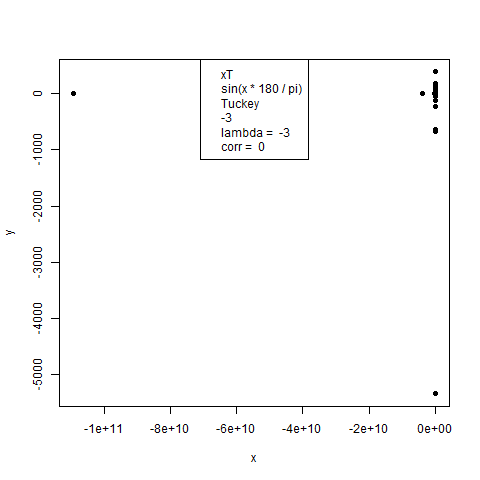 xT
sin(x * 180 / pi)
Tuckey
-3
lambda = -3
corr = 0
0
-1000
-2000
-3000
-4000
-5000
y
-1e+11
-8e+10
-6e+10
-4e+10
-2e+10
0e+00
x